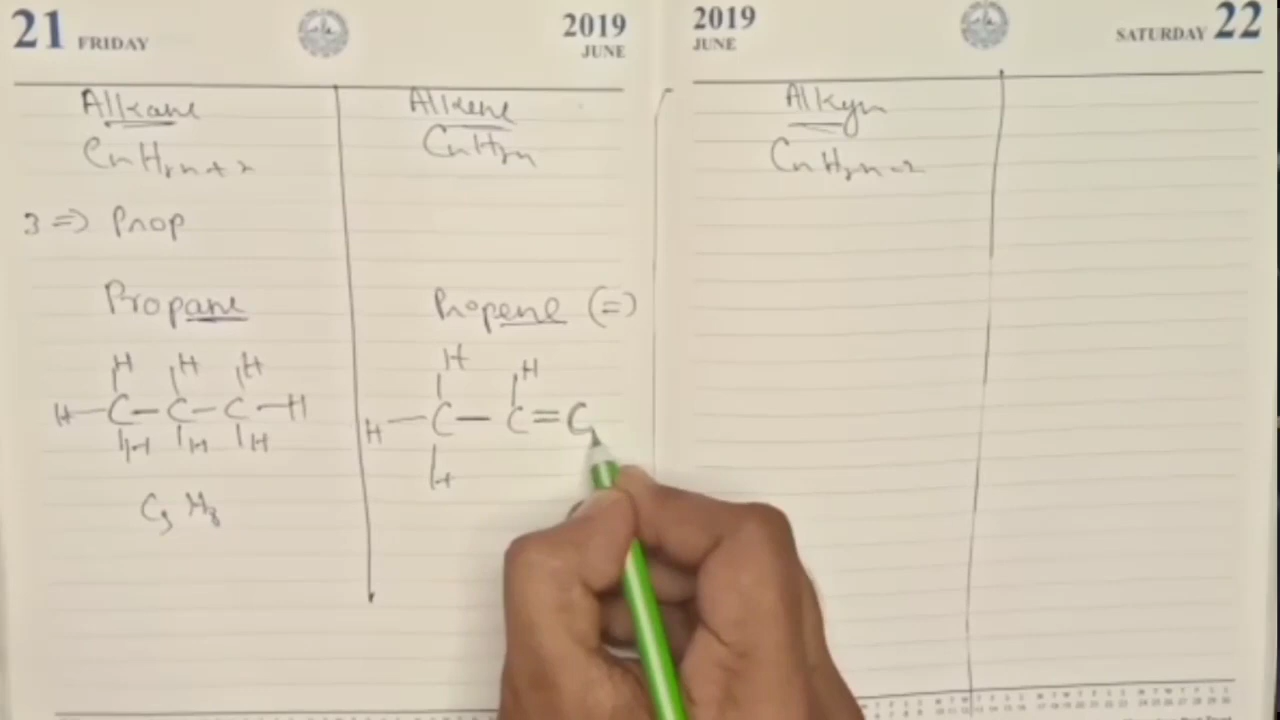 21 FRIDAY
2019
JUNE
Alkane
CnH2n+2
3 => Prop
Propane
H H H
H-C-C-C-H
H H H
C3H8
Alkene
CnH2n
Propene (=)
H H
H-C-C=C
H
2019
JUNE
SATURDAY 22
Alkyn
CnH2n-2